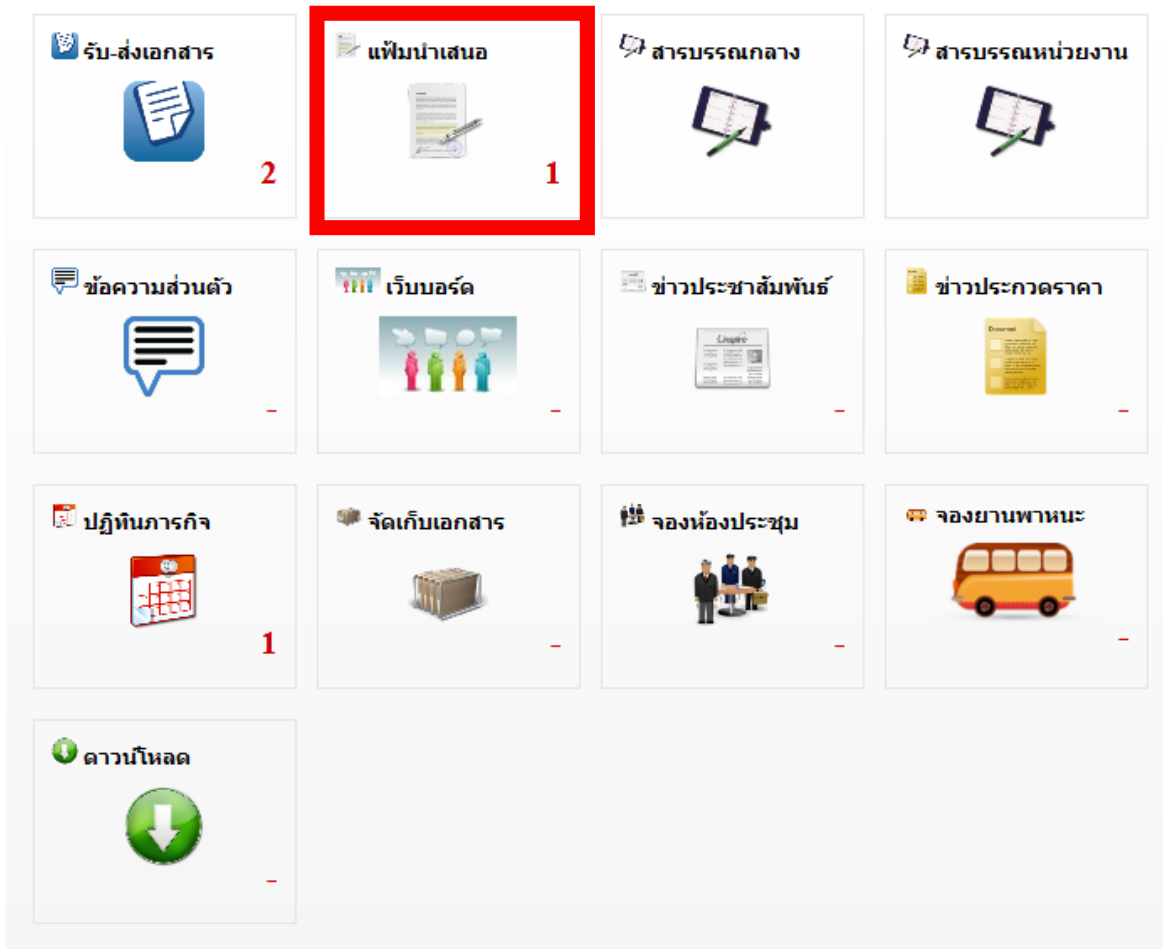 รับ-ส่งเอกสาร
2
แฟ้มนำเสนอ
1
สารบรรณกลาง
สารบรรณหน่วยงาน
ข้อความส่วนตัว
-
เว็บบอร์ด
-
ข่าวประชาสัมพันธ์
Linspire
-
ข่าวประกวดราคา
Document
-
ปฏิทินภารกิจ
1
จัดเก็บเอกสาร
-
จองห้องประชุม
-
จองยานพาหนะ
-
ดาวน์โหลด
-